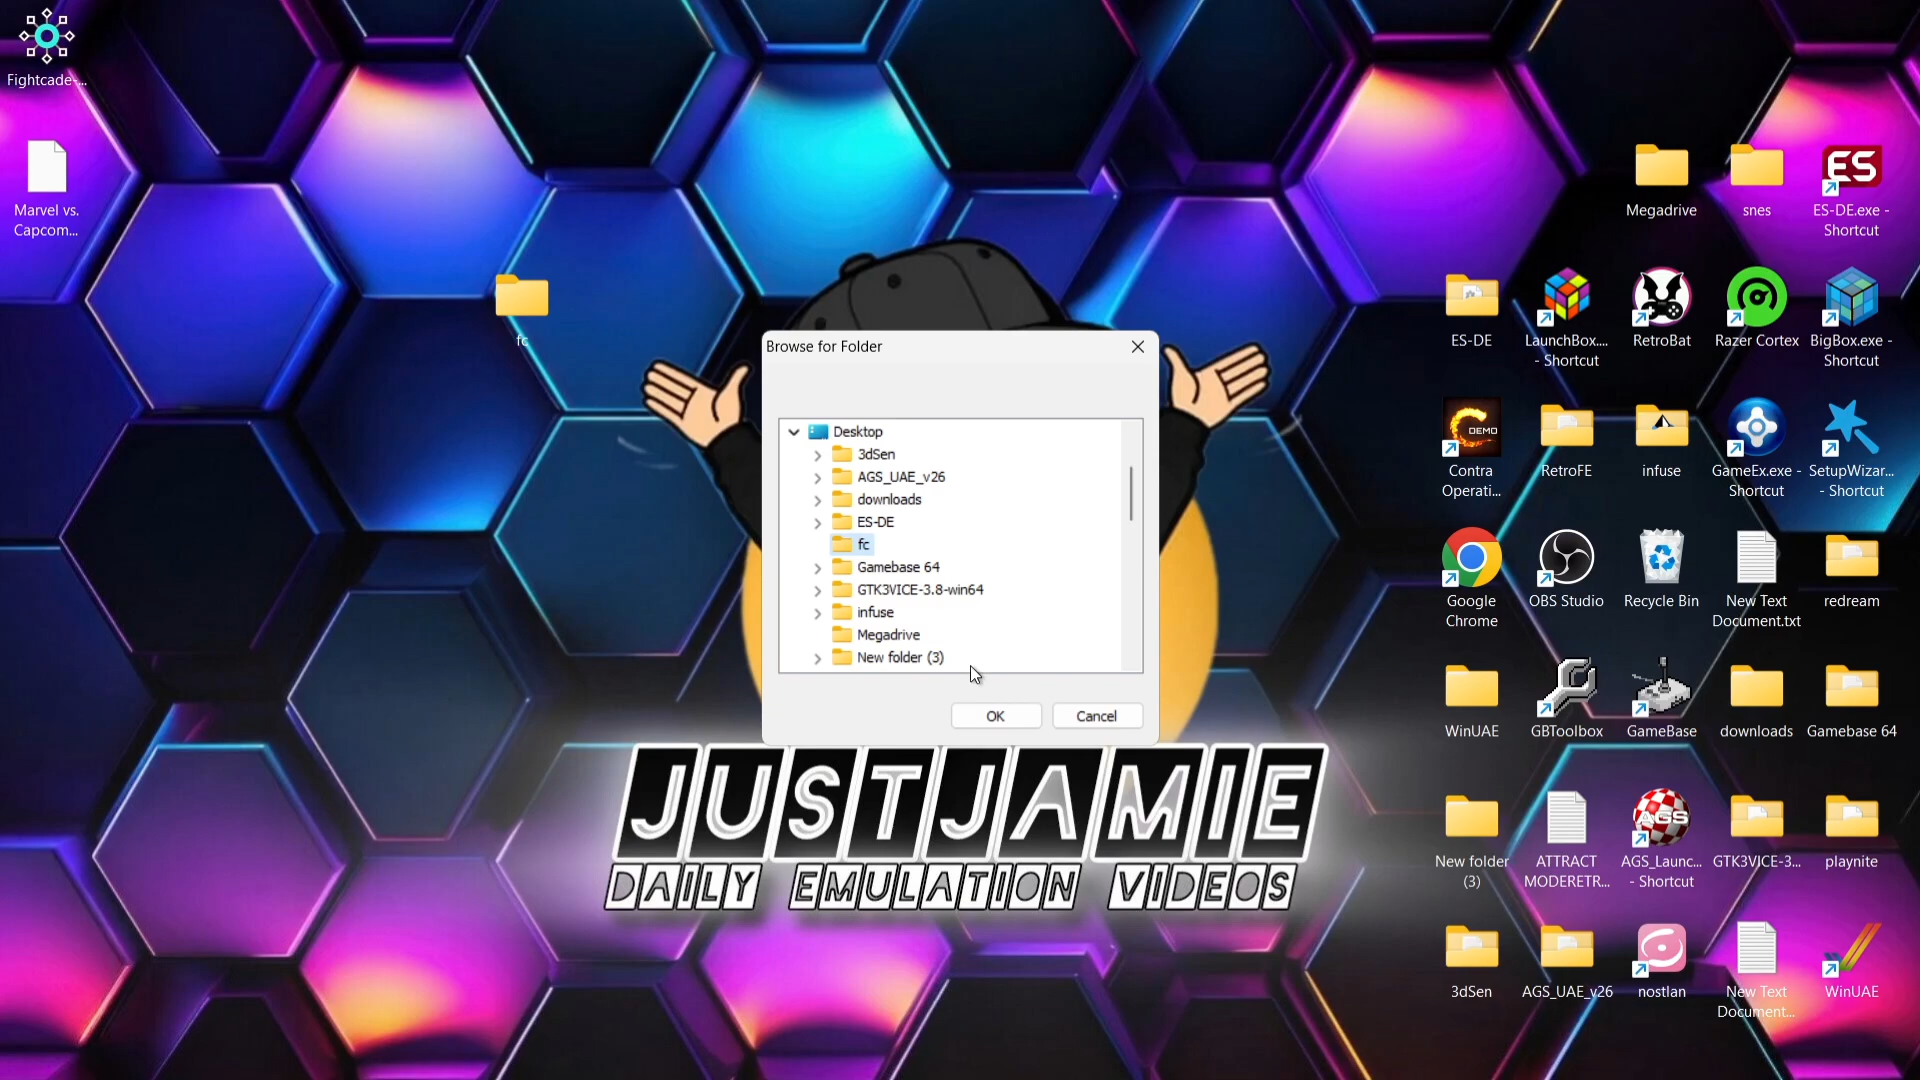 Fightcade-...
Marvel vs.
Capcom...
fc
Browse for Folder
Desktop
3dSen
AGS_UAE_v26
downloads
ES-DE
fc
Gamebase 64
GTK3VICE-3.8-win64
infuse
Megadrive
New folder (3)
OK
Cancel
JUSTJAMIE
DAILY EMULATION VIDEOS
Megadrive
snes
ES
ES-DE.exe -
Shortcut
ES-DE
LaunchBox....
- Shortcut
RetroBat
Razer Cortex
BigBox.exe -
Shortcut
DEMO
Contra
Operati...
RetroFE
infuse
GameEx.exe -
Shortcut
SetupWizar...
- Shortcut
Google
Chrome
OBS Studio
Recycle Bin
New Text
Document.txt
redream
WinUAE
GBToolbox
GameBase
downloads
Gamebase 64
New folder
(3)
ATTRACT
MODERETR...
AGS
AGS_Launc...
- Shortcut
GTK3VICE-3...
playnite
3dSen
AGS_UAE_v26
nostlan
New Text
Document...
WinUAE